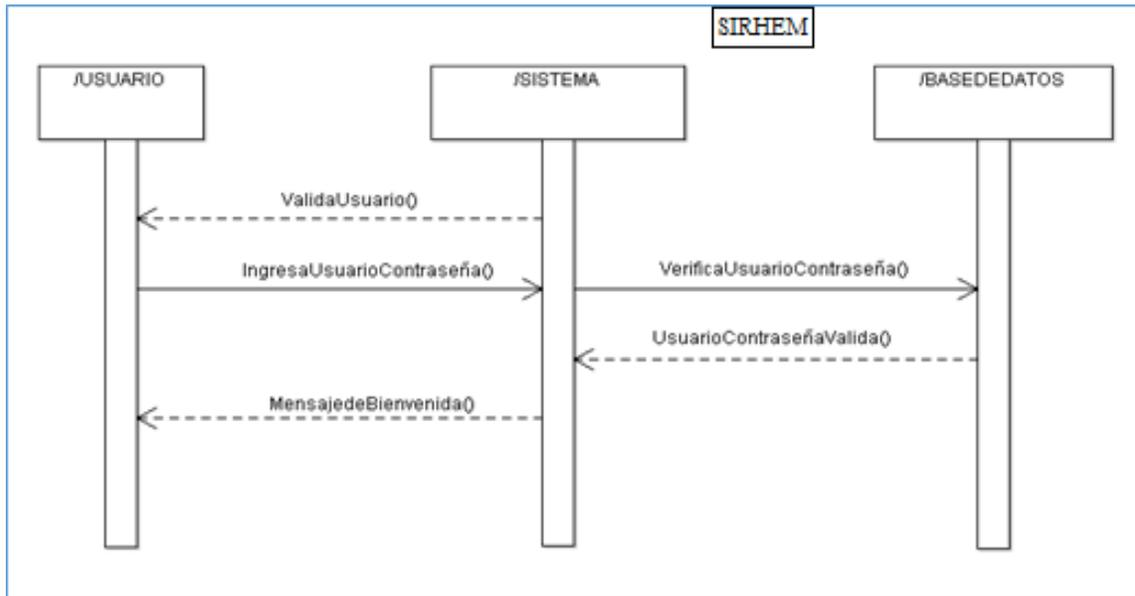 SIRHEM
/USUARIO
/SISTEMA
/BASEDEDATOS
ValidaUsuario()
IngresaUsuarioContraseña()
VerificaUsuarioContraseña()
UsuarioContraseñaValida()
MensajedeBienvenida()